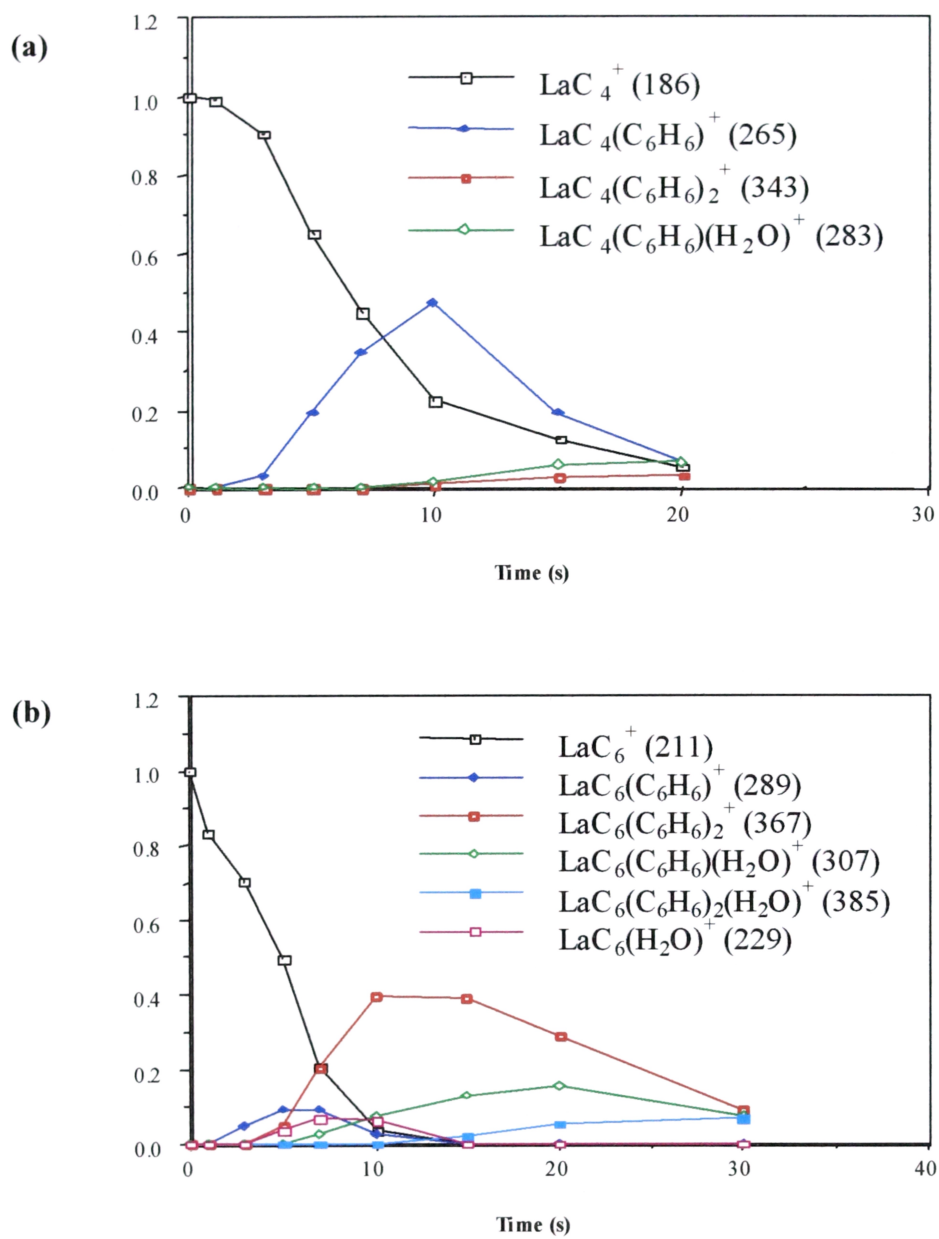 (a)
1.2
1.0
0.8
0.6
0.4
0.2
0.0
LaC₄⁺ (186)
LaC₄(C₆H₆)⁺ (265)
LaC₄(C₆H₆)₂⁺ (343)
LaC₄(C₆H₆)(H₂O)⁺ (283)
0 10 20 30
Time (s)
(b)
1.2
1.0
0.8
0.6
0.4
0.2
0.0
LaC₆⁺ (211)
LaC₆(C₆H₆)⁺ (289)
LaC₆(C₆H₆)₂⁺ (367)
LaC₆(C₆H₆)(H₂O)⁺ (307)
LaC₆(C₆H₆)₂(H₂O)⁺ (385)
LaC₆(H₂O)⁺ (229)
0 10 20 30 40
Time (s)